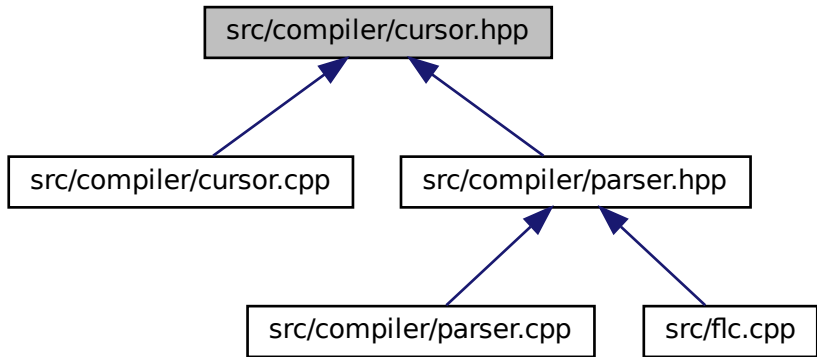 src/compiler/cursor.hpp
src/compiler/cursor.cpp
src/compiler/parser.hpp
src/compiler/parser.cpp
src/flc.cpp